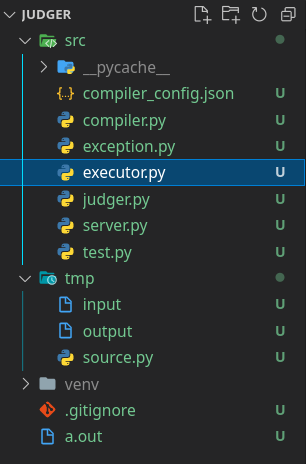 JUDGER
src
__pycache__
{..} compiler_config.json U
compiler.py U
exception.py U
executor.py U
judger.py U
server.py U
test.py U
tmp
input U
output U
source.py U
venv
.gitignore U
a.out U